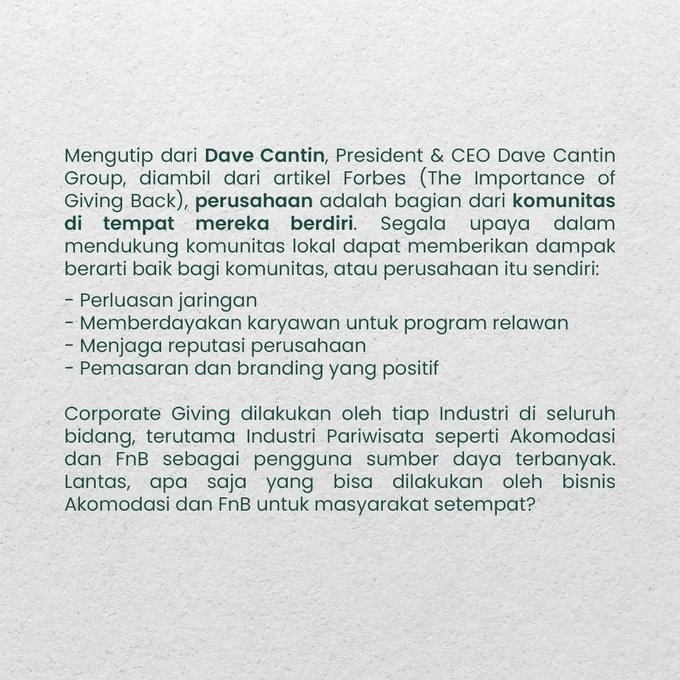 Mengutip dari Dave Cantin, President & CEO Dave Cantin
Group, diambil dari artikel Forbes (The Importance of
Giving Back), perusahaan adalah bagian dari komunitas
di tempat mereka berdiri. Segala upaya dalam
mendukung komunitas lokal dapat memberikan dampak
berarti baik bagi komunitas, atau perusahaan itu sendiri:
- Perluasan jaringan
- Memberdayakan karyawan untuk program relawan
- Menjaga reputasi perusahaan
- Pemasaran dan branding yang positif
Corporate Giving dilakukan oleh tiap Industri di seluruh
bidang, terutama Industri Pariwisata seperti Akomodasi
dan FnB sebagai pengguna sumber daya terbanyak.
Lantas, apa saja yang bisa dilakukan oleh bisnis
Akomodasi dan FnB untuk masyarakat setempat?